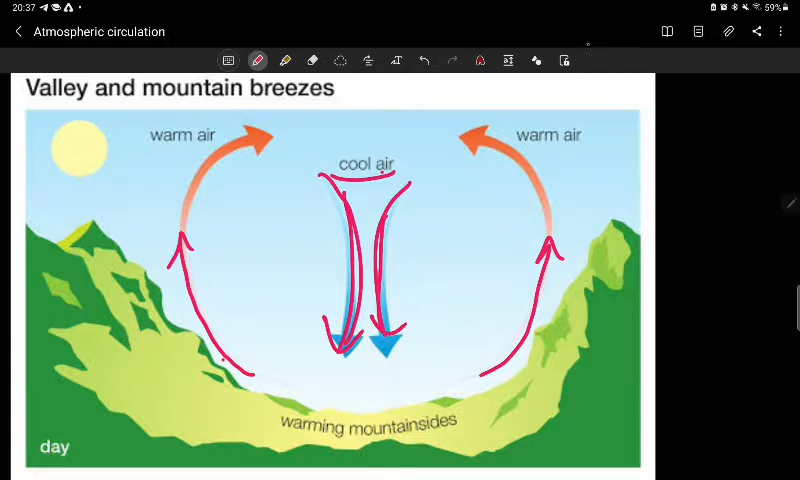 20:37
59%
Atmospheric circulation
Valley and mountain breezes
warm air
warm air
cool air
warming mountainsides
day